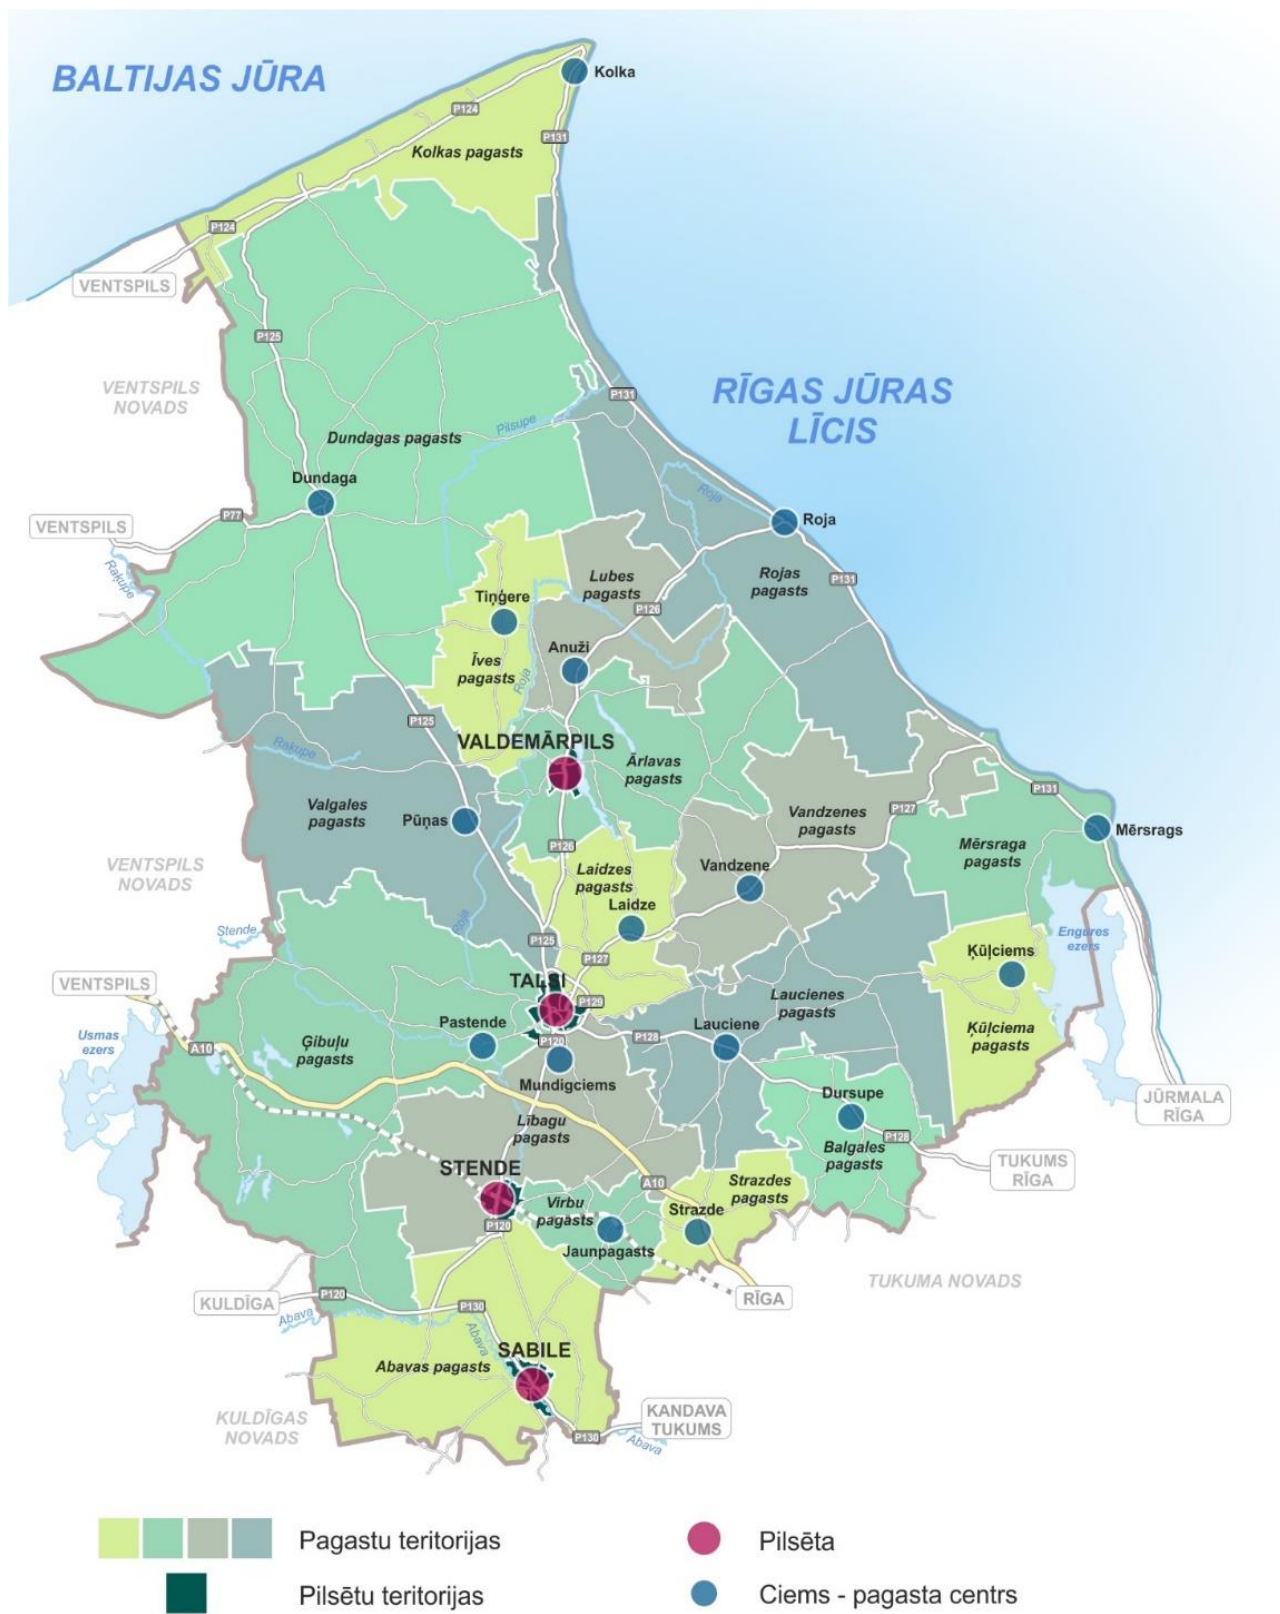 BALTIJAS JŪRA
Kolka
P124
P131
Kolkas pagasts
P124
VENTSPILS
P125
VENTSPILS
NOVADS
RĪGAS JŪRAS
LĪCIS
P131
Pilsupe
Dundagas pagasts
Dundaga
Roja
Roja
P77
VENTSPILS
Raķupe
Lubes
pagasts
Rojas
pagasts
P131
Tiņģere
P126
Anuži
Īves
pagasts
Roja
P125
Raķupe
VALDEMĀRPILS
Ārlavas
pagasts
P131
Valgales
pagasts
Pūņas
Vandzenes
pagasts
P127
Mērsrags
Mērsraga
pagasts
P126
VENTSPILS
NOVADS
Laidzes
pagasts
Vandzene
Laidze
Roja
Stende
P125
Engures
ezers
P127
Ķūļciems
VENTSPILS
TALSI
P129
Laucienes
pagasts
Pastende
Lauciene
Usmas
ezers
A10
Ģibuļu
pagasts
P120
P128
Ķūļciema
pagasts
Mundigciems
Dursupe
JŪRMALA
RĪGA
Lībagu
pagasts
P128
Balgales
pagasts
STENDE
TUKUMS
RĪGA
A10
Strazdes
pagasts
Virbu
pagasts
Strazde
P120
Jaunpagasts
TUKUMA NOVADS
KULDĪGA
P120
RĪGA
P130
Abava
Abava
SABILE
Abavas pagasts
KULDĪGAS
NOVADS
KANDAVA
TUKUMS
P130
Abava
Pagastu teritorijas
Pilsēta
Pilsētu teritorijas
Ciems - pagasta centrs